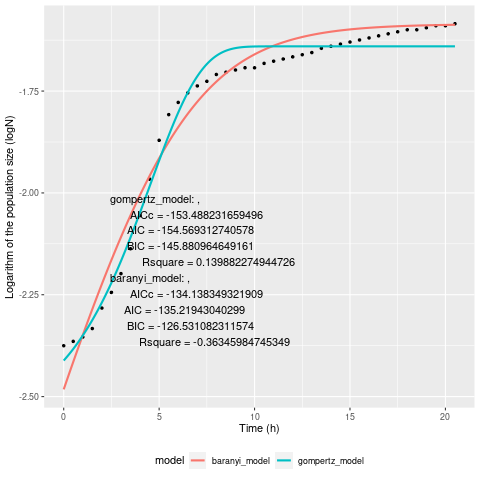 -1.75
-2.00
-2.25
-2.50
Logarithm of the population size (logN)
gompertz_model: ,
AICc = -153.488231659496
AIC = -154.569312740578
BIC = -145.880964649161
Rsquare = 0.139882274944726
baranyi_model: ,
AICc = -134.138349321909
AIC = -135.21943040299
BIC = -126.531082311574
Rsquare = -0.36345984745349
0 5 10 15 20
Time (h)
model baranyi_model gompertz_model